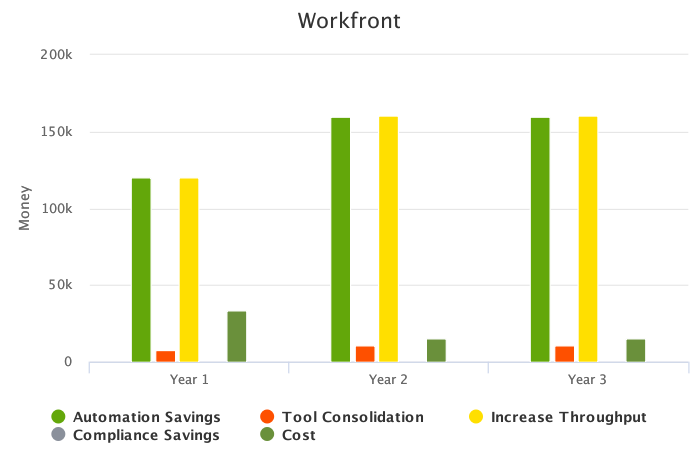 Workfront
200k
150k
100k
50k
0
Money
Year 1 Year 2 Year 3
Automation Savings Tool Consolidation Increase Throughput
Compliance Savings Cost